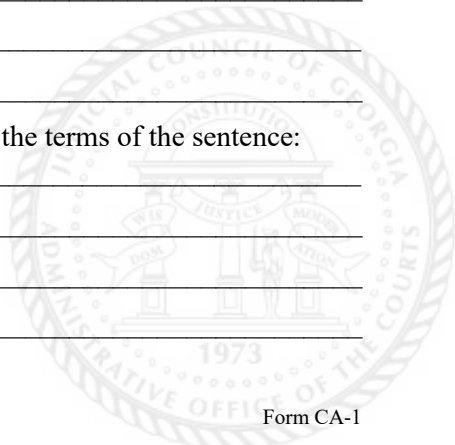 the terms of the sentence:
JUDICIAL COUNCIL OF GEORGIA
CONSTITUTION
WISDOM
JUSTICE
MODERATION
1973
ADMINISTRATIVE OFFICE OF THE COURTS
Form CA-1